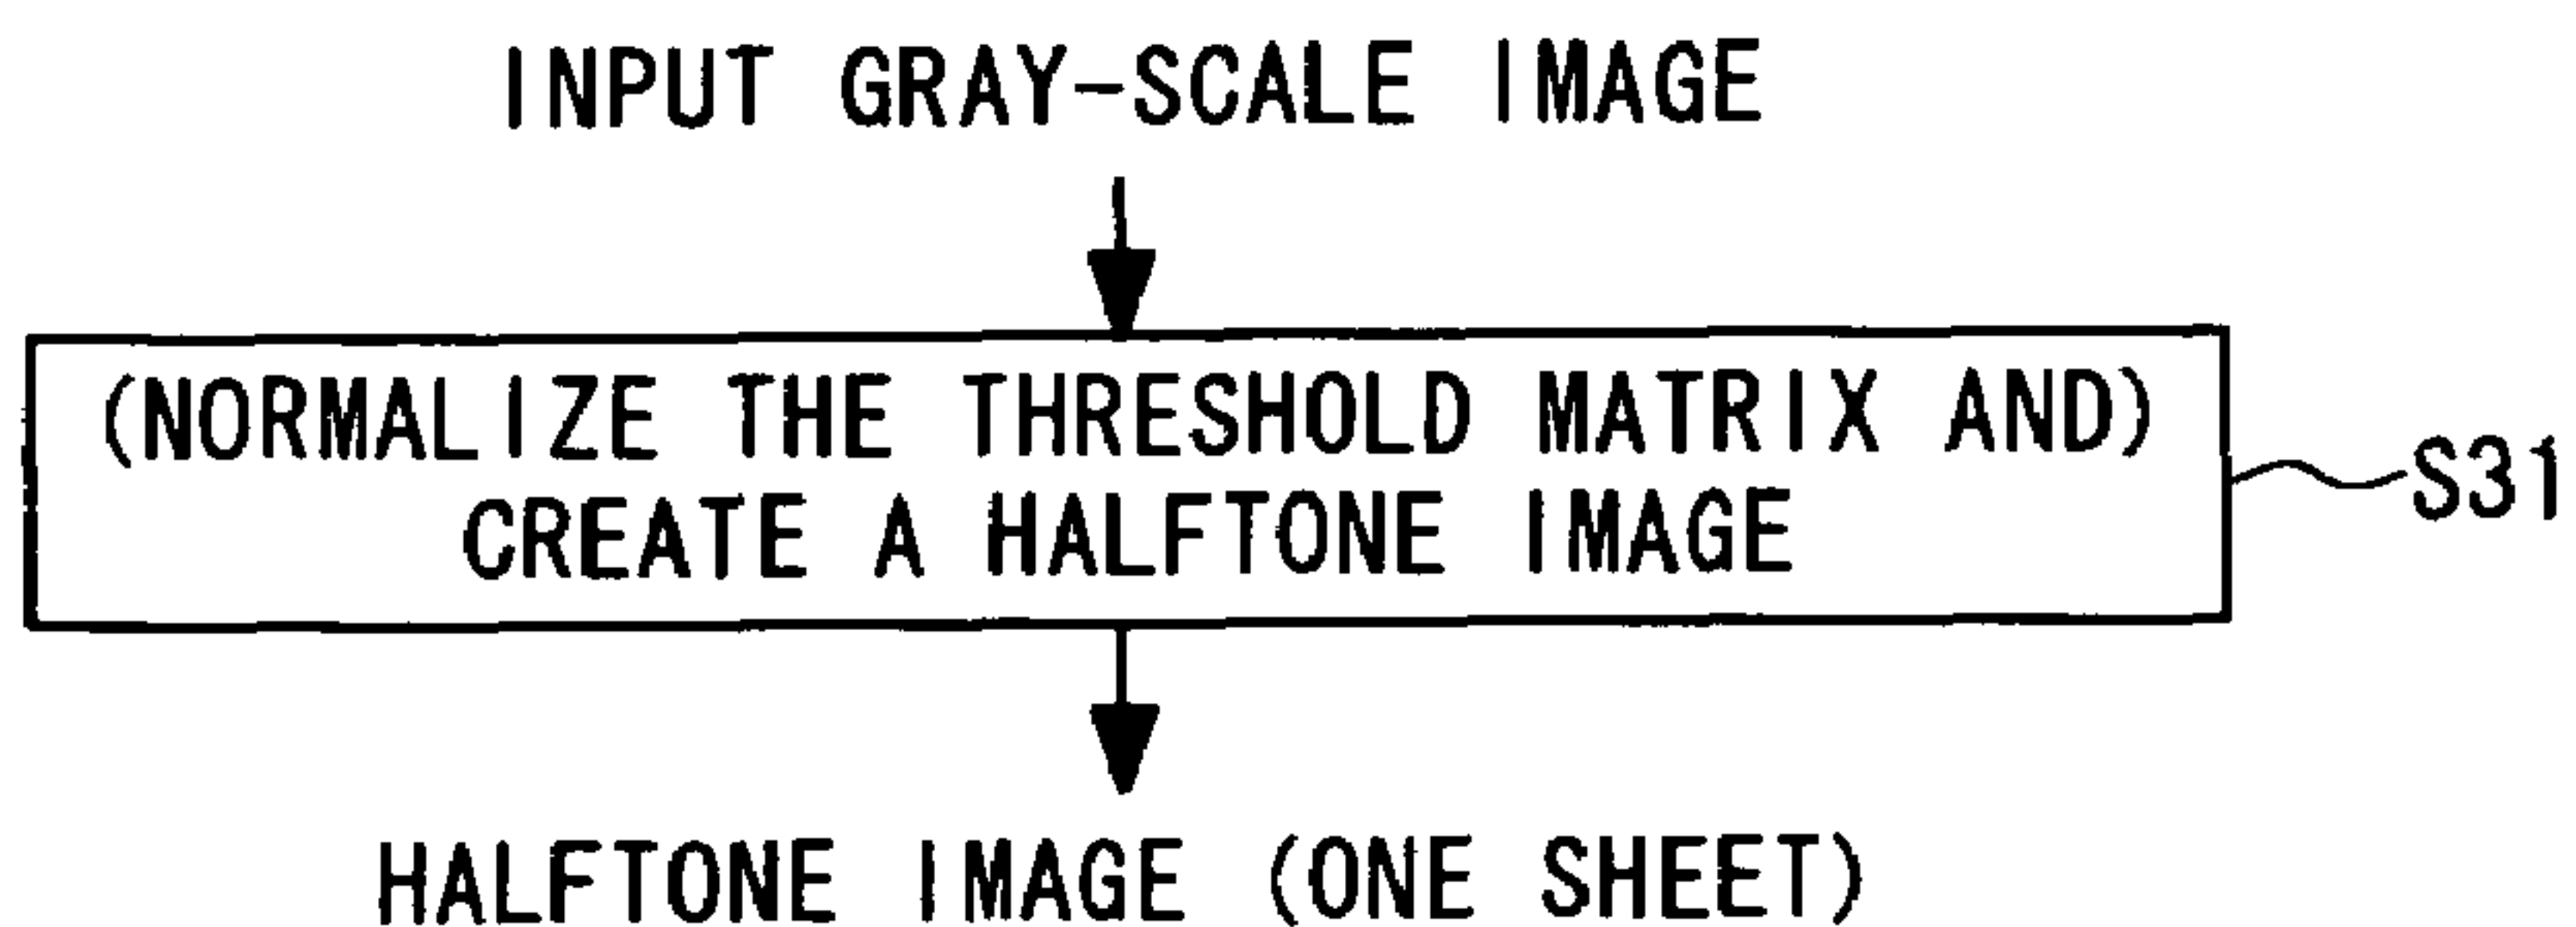 INPUT GRAY-SCALE IMAGE
(NORMALIZE THE THRESHOLD MATRIX AND)
CREATE A HALFTONE IMAGE
S31
HALFTONE IMAGE (ONE SHEET)